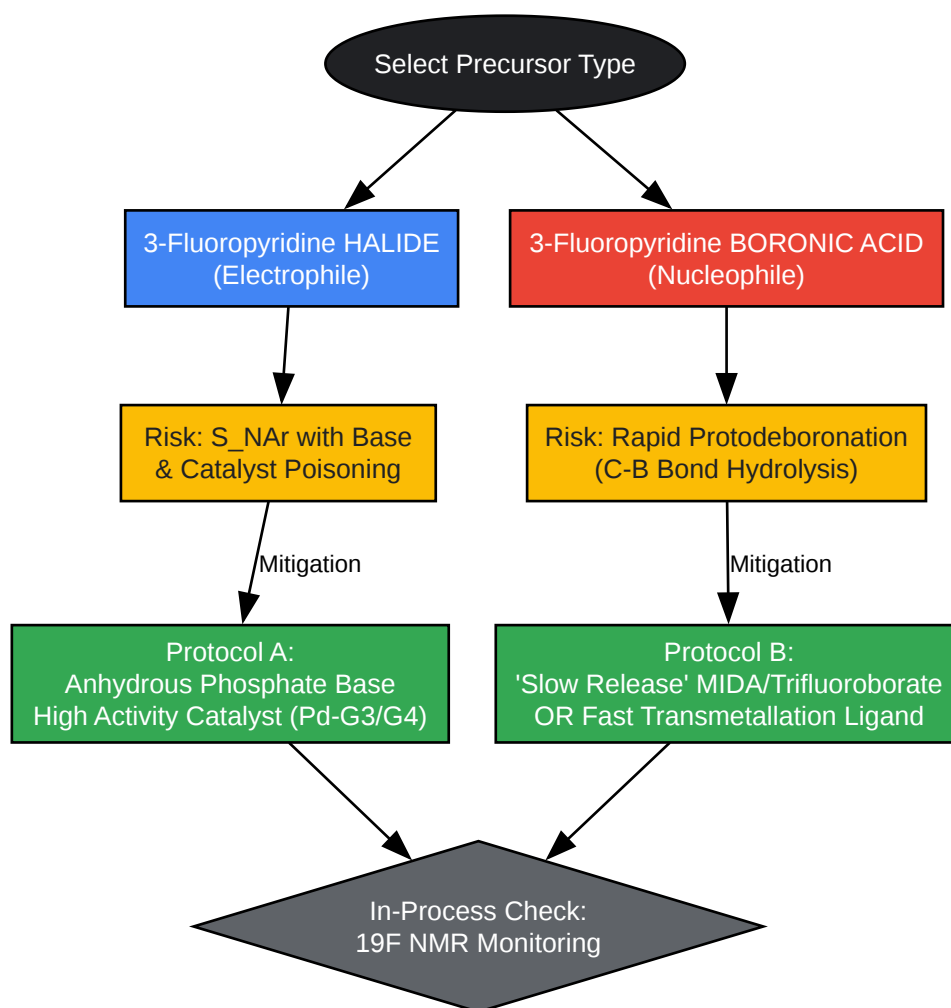 Select Precursor Type
3-Fluoropyridine HALIDE
(Electrophile)
3-Fluoropyridine BORONIC ACID
(Nucleophile)
Risk: S_NAr with Base
& Catalyst Poisoning
Risk: Rapid Protodeboronation
(C-B Bond Hydrolysis)
Mitigation
Mitigation
Protocol A:
Anhydrous Phosphate Base
High Activity Catalyst (Pd-G3/G4)
Protocol B:
'Slow Release' MIDA/Trifluoroborate
OR Fast Transmetallation Ligand
In-Process Check:
19F NMR Monitoring